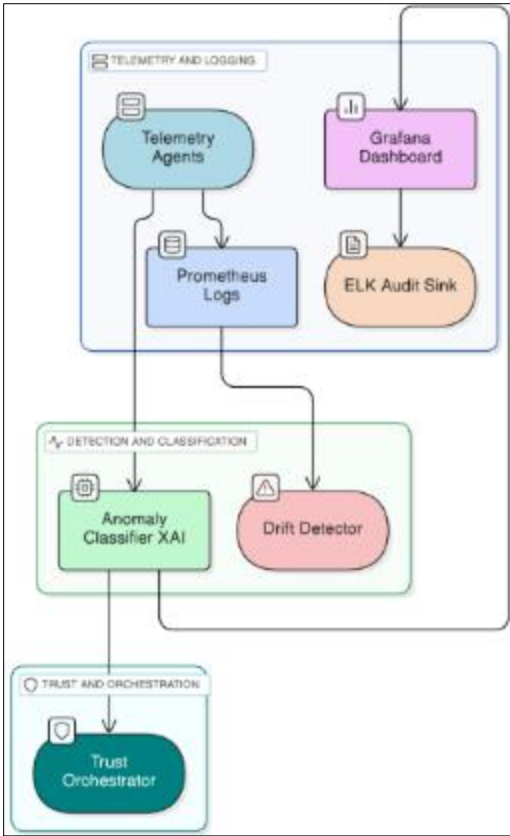 TELEMETRY AND LOGGING
Telemetry
Agents
Grafana
Dashboard
Prometheus
Logs
ELK Audit Sink
DETECTION AND CLASSIFICATION
Anomaly
Classifier XAI
Drift Detector
TRUST AND ORCHESTRATION
Trust
Orchestrator